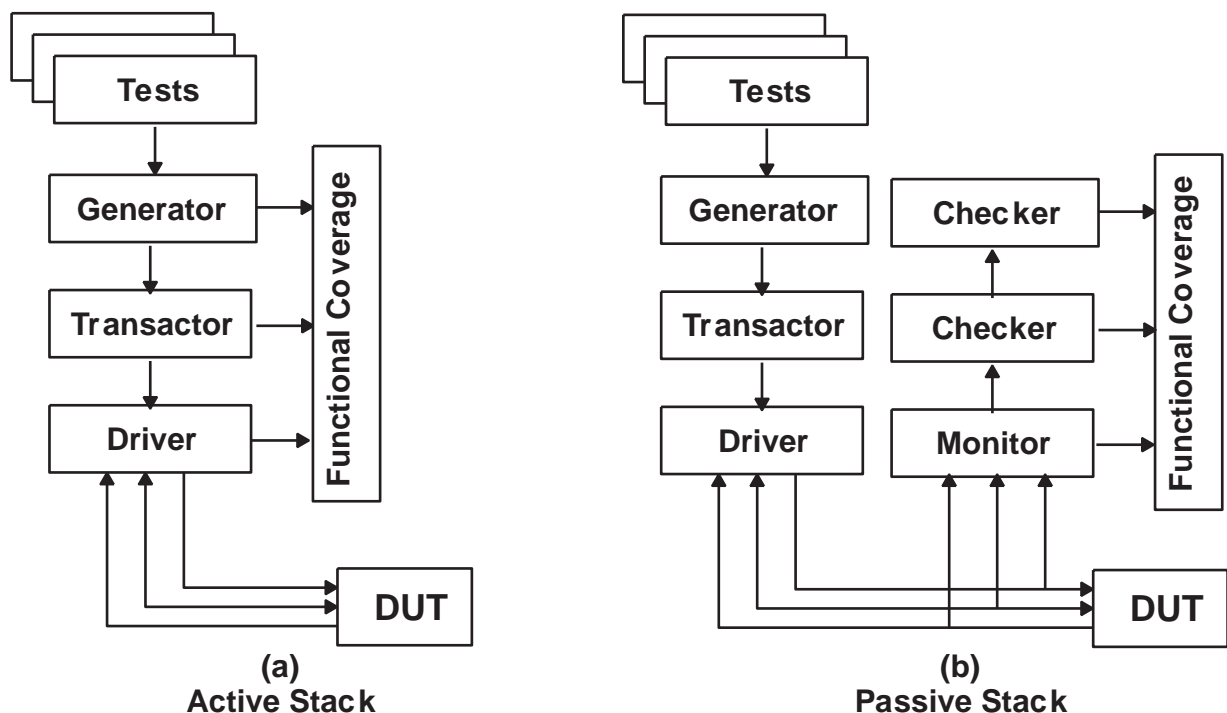 Tests
Generator
Transactor
Driver
Functional Coverage
DUT
(a)
Active Stack
Tests
Generator
Transactor
Driver
Checker
Checker
Monitor
Functional Coverage
DUT
(b)
Passive Stack